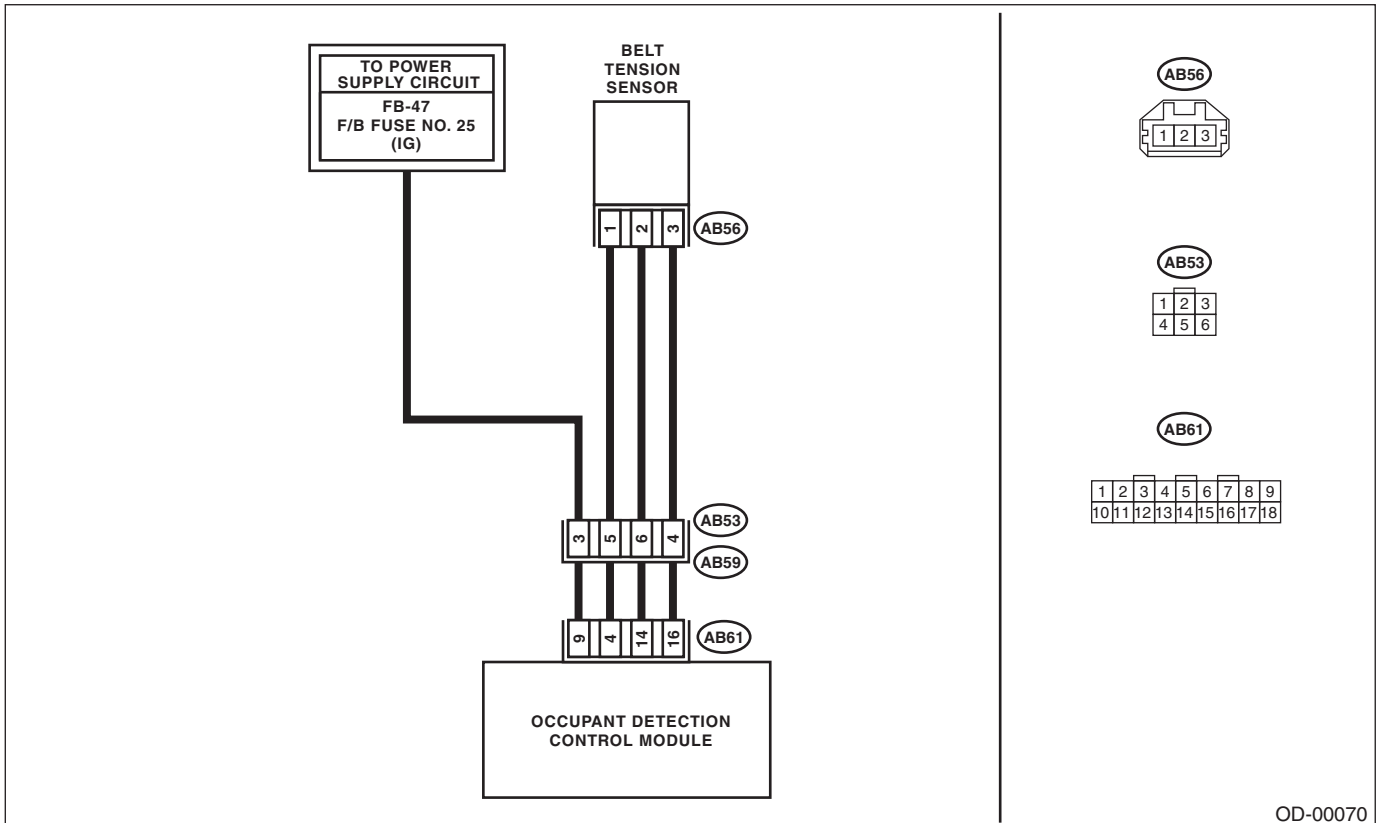 TO POWER
SUPPLY CIRCUIT
FB-47
F/B FUSE NO. 25
(IG)
BELT
TENSION
SENSOR
1 2 3
AB56
3 5 6 4
AB53
AB59
9 4 14 16
AB61
OCCUPANT DETECTION
CONTROL MODULE
AB56
1 2 3
AB53
1 2 3
4 5 6
AB61
1 2 3 4 5 6 7 8 9
10 11 12 13 14 15 16 17 18
OD-00070